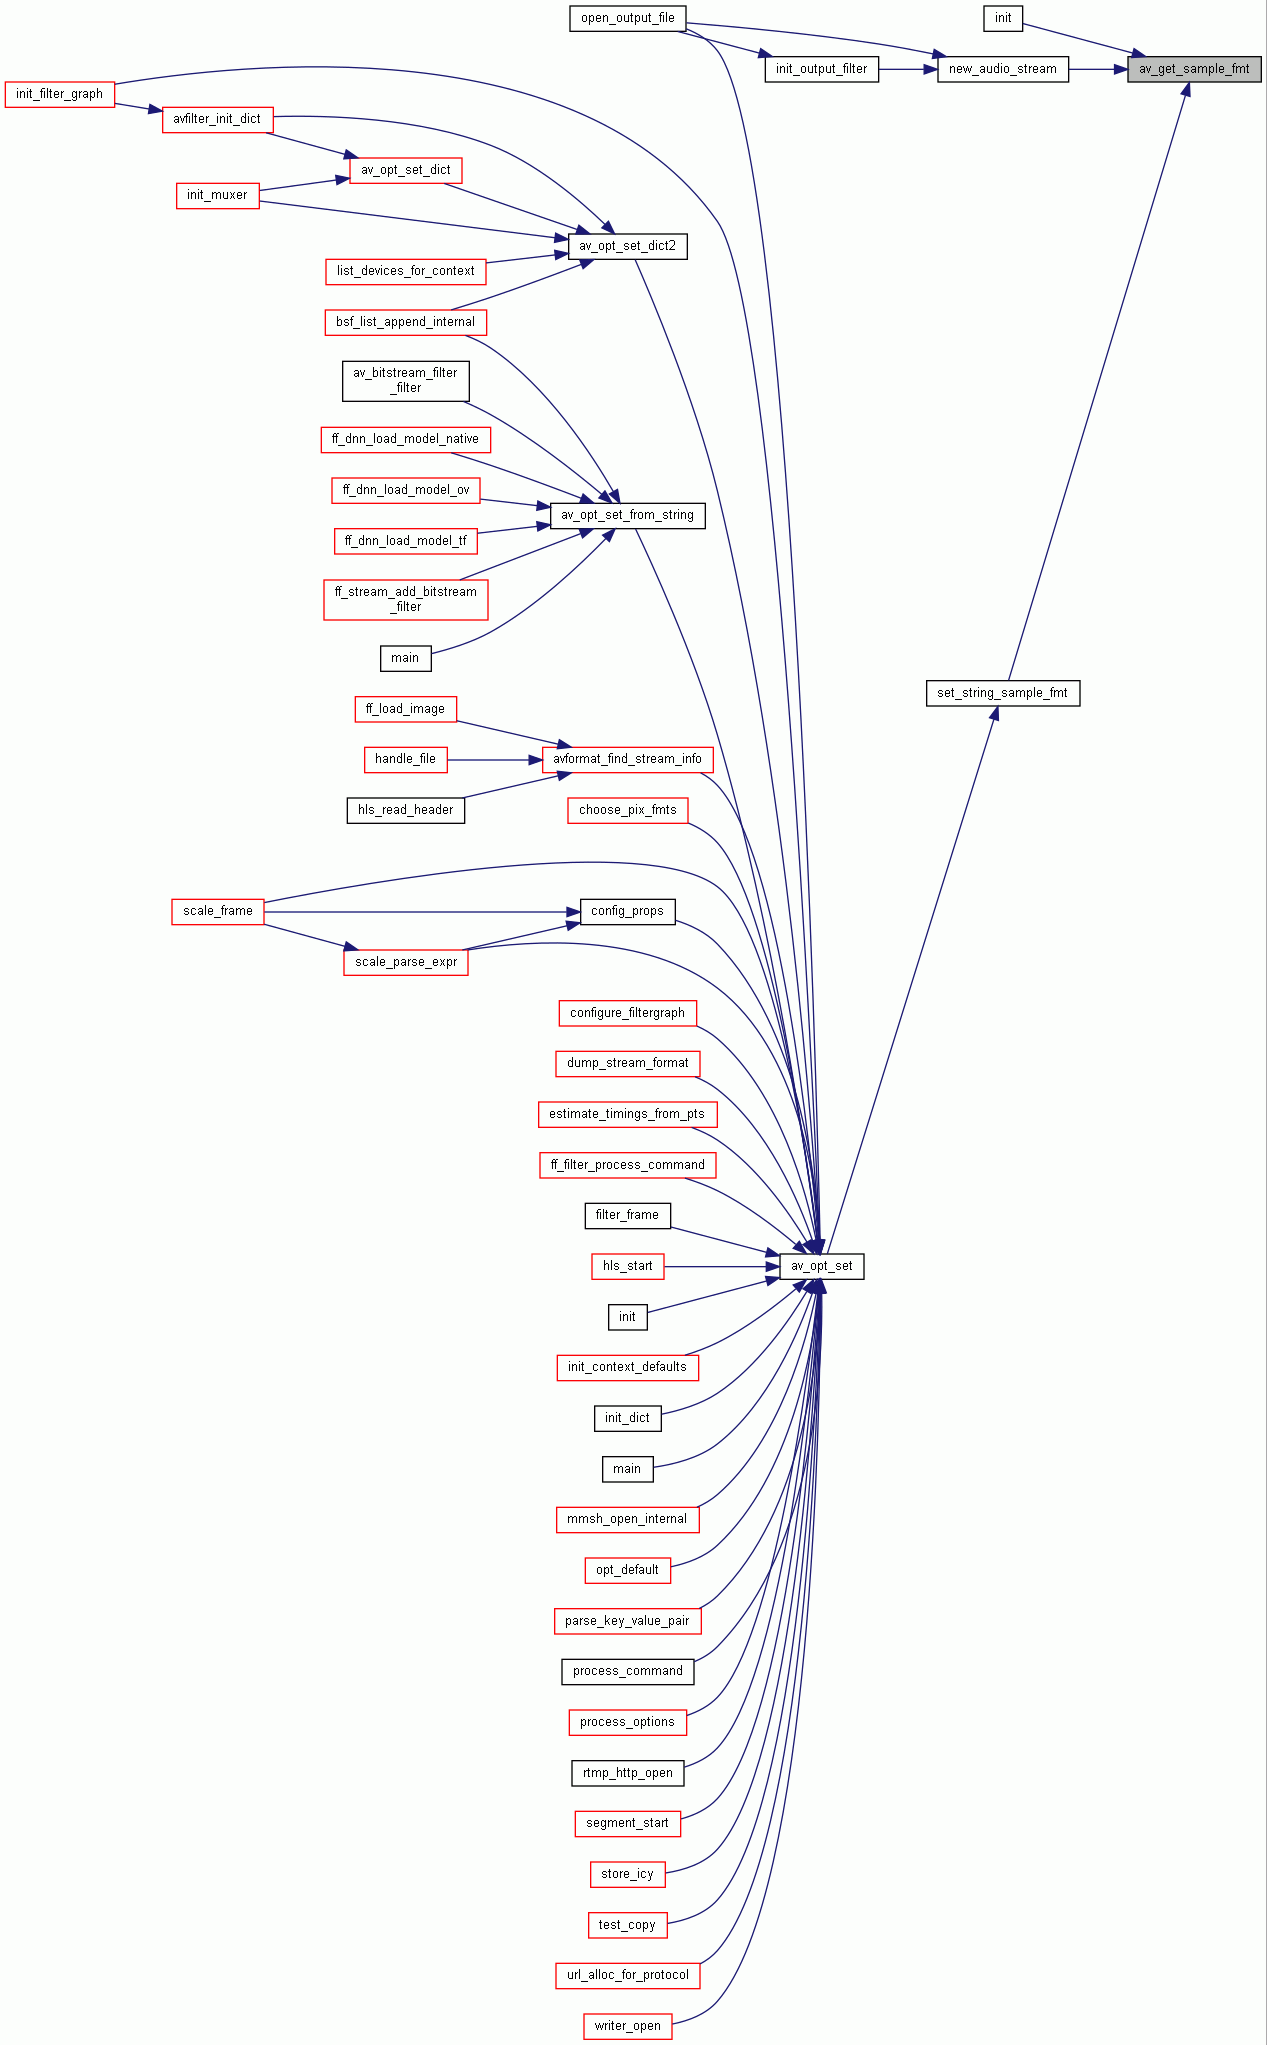 open_output_file
init
init_output_filter
new_audio_stream
av_get_sample_fmt
init_filter_graph
avfilter_init_dict
av_opt_set_dict
init_muxer
av_opt_set_dict2
list_devices_for_context
bsf_list_append_internal
av_bitstream_filter
_filter
ff_dnn_load_model_native
ff_dnn_load_model_ov
av_opt_set_from_string
ff_dnn_load_model_tf
ff_stream_add_bitstream
_filter
main
set_string_sample_fmt
ff_load_image
handle_file
avformat_find_stream_info
hls_read_header
choose_pix_fmts
scale_frame
config_props
scale_parse_expr
configure_filtergraph
dump_stream_format
estimate_timings_from_pts
ff_filter_process_command
filter_frame
hls_start
av_opt_set
init
init_context_defaults
init_dict
main
mmsh_open_internal
opt_default
parse_key_value_pair
process_command
process_options
rtmp_http_open
segment_start
store_icy
test_copy
url_alloc_for_protocol
writer_open